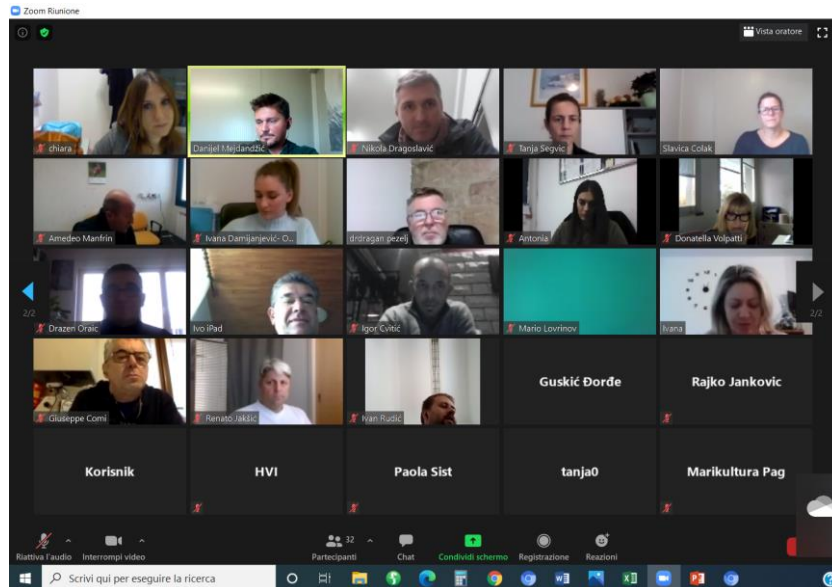 Zoom Riunione
Vista oratore
chiara
Danijel Mejdandžić
Nikola Dragoslavić
Tanja Segvic
Slavica Colak
Amedeo Manfrin
Ivana Damijanjević- O...
drdragan pezelj
Antonia
Donatella Volpatti
2/2
2/2
Drazen Oraic
Ivo iPad
Igor Cvitić
Mario Lovrinov
Ivana
Giuseppe Comi
Renato Jakšić
Ivan Rudić
Guskić Đorđe
Rajko Jankovic
Korisnik
HVI
Paola Sist
tanja0
Marikultura Pag
32
Riattiva l'audio
Interrompi video
Partecipanti
Chat
Condividi schermo
Registrazione
Reazioni
Scrivi qui per eseguire la ricerca